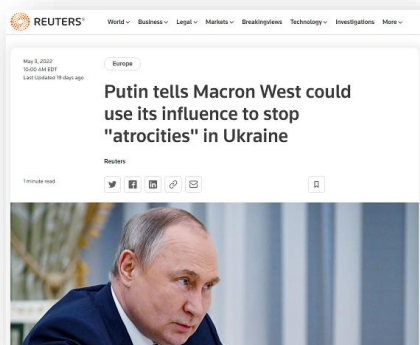 REUTERS®
World Business Legal Markets Breakingviews Technology Investigations More
May 3, 2022
10:00 AM EDT
Last Updated 19 days ago
Europe
Putin tells Macron West could
use its influence to stop
"atrocities" in Ukraine
Reuters
1 minute read